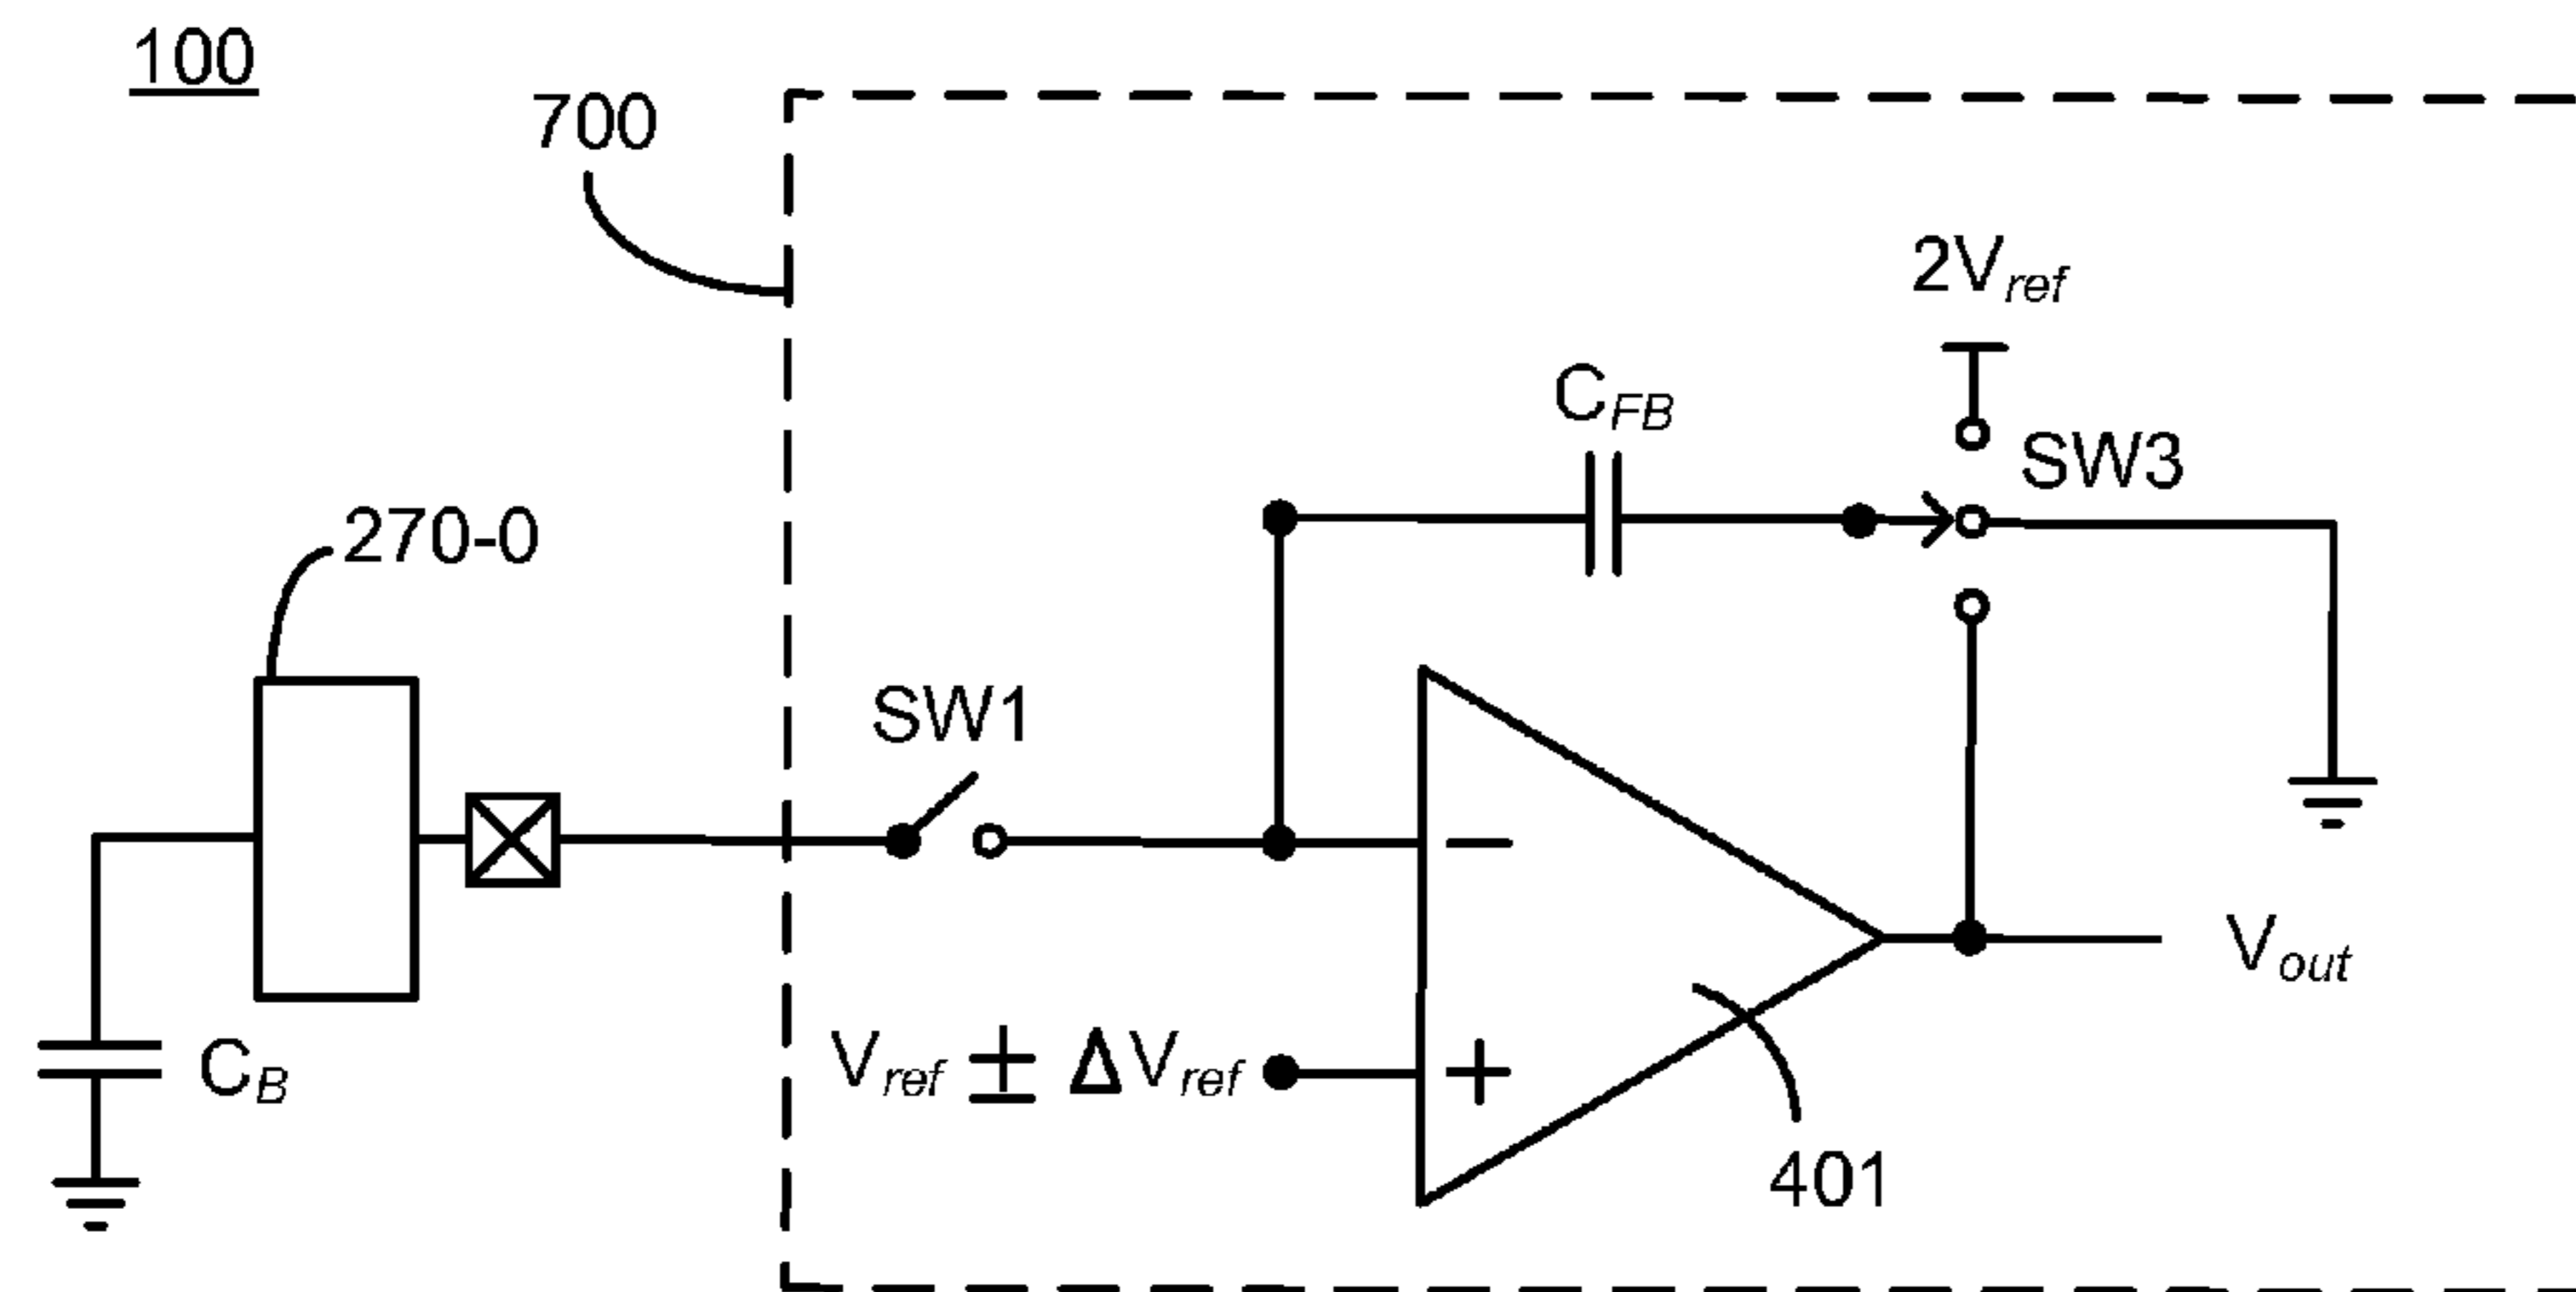 100
700
2Vref
CFB
SW3
270-0
SW1
−
Vout
Vref ± ΔVref
+
CB
401